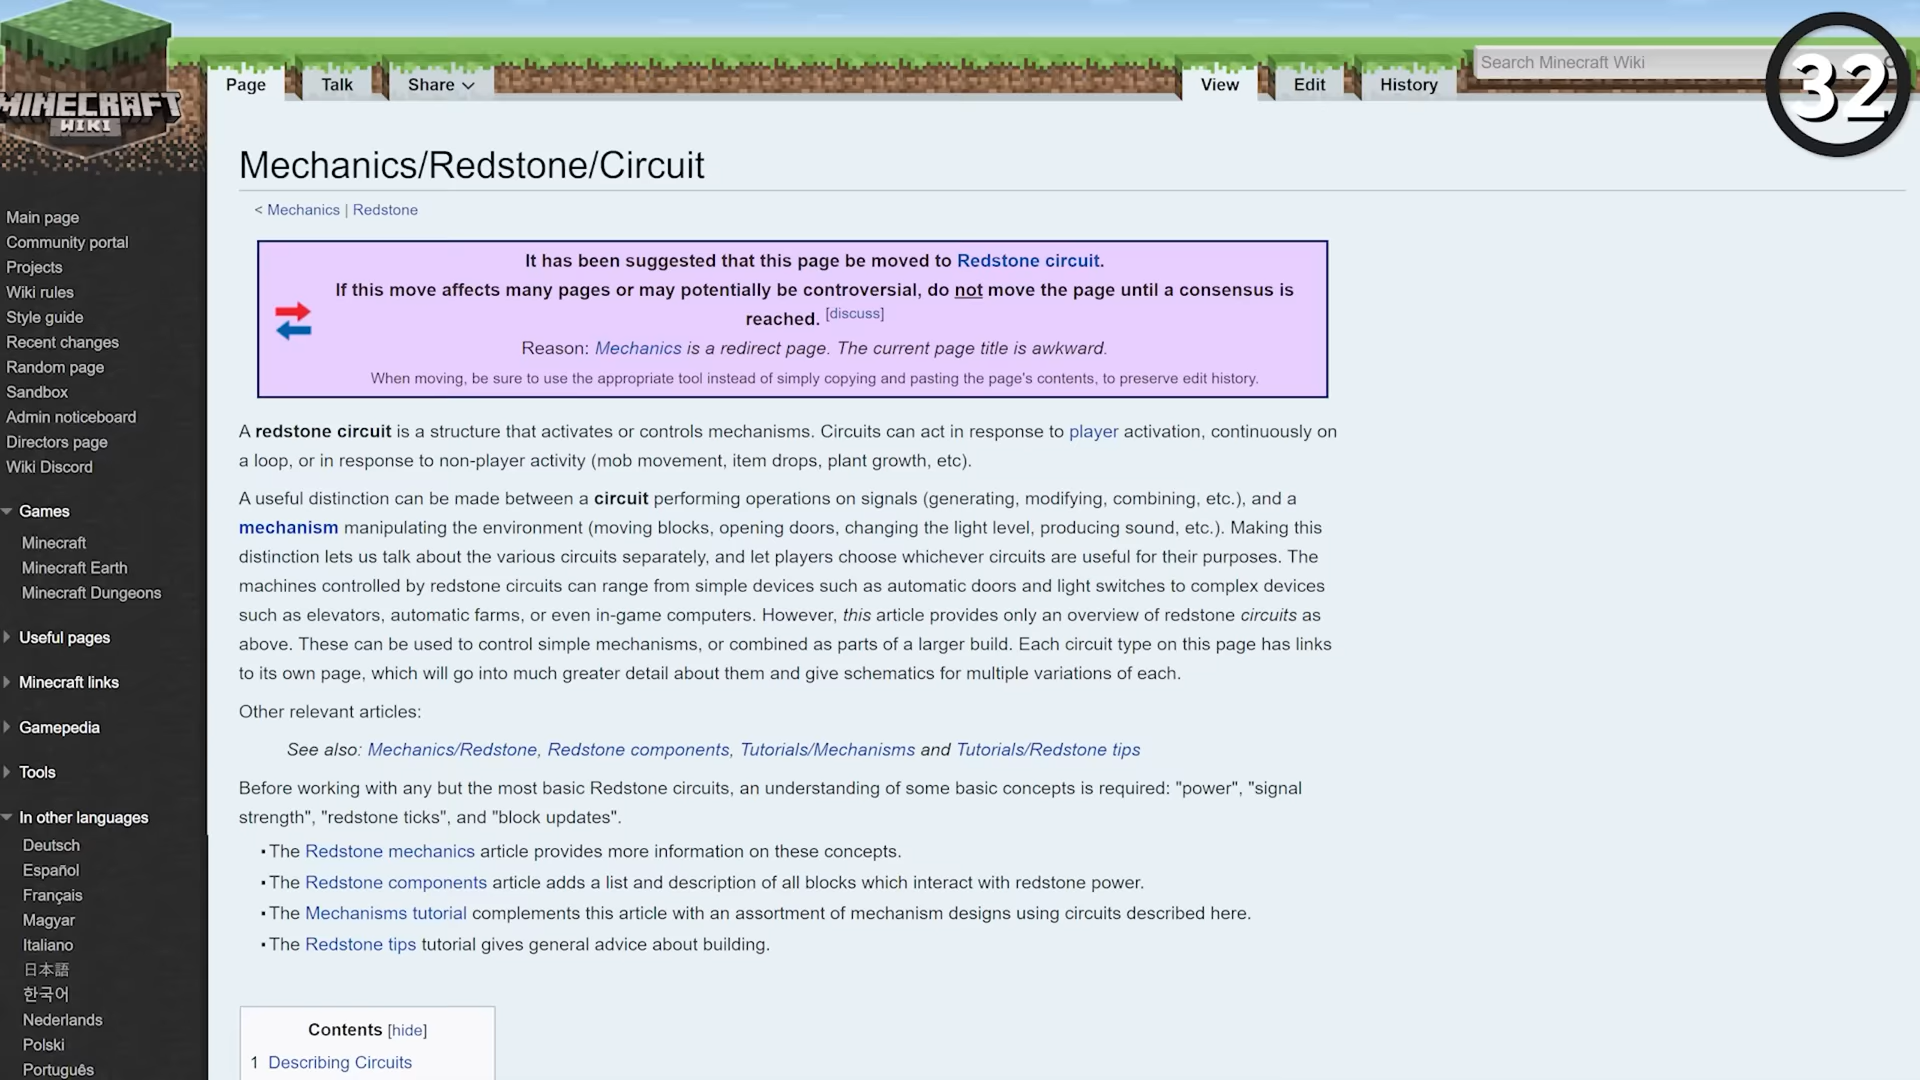 MINECRAFT
WIKI
Page
Talk
Share
View
Edit
History
Search Minecraft Wiki
32
Main page
Community portal
Projects
Wiki rules
Style guide
Recent changes
Random page
Sandbox
Admin noticeboard
Directors page
Wiki Discord
Games
Minecraft
Minecraft Earth
Minecraft Dungeons
Useful pages
Minecraft links
Gamepedia
Tools
In other languages
Deutsch
Español
Français
Magyar
Italiano
日本語
한국어
Nederlands
Polski
Português
Mechanics/Redstone/Circuit
< Mechanics | Redstone
It has been suggested that this page be moved to Redstone circuit.
If this move affects many pages or may potentially be controversial, do not move the page until a consensus is
reached. [discuss]
Reason: Mechanics is a redirect page. The current page title is awkward.
When moving, be sure to use the appropriate tool instead of simply copying and pasting the page's contents, to preserve edit history.
A redstone circuit is a structure that activates or controls mechanisms. Circuits can act in response to player activation, continuously on
a loop, or in response to non-player activity (mob movement, item drops, plant growth, etc).
A useful distinction can be made between a circuit performing operations on signals (generating, modifying, combining, etc.), and a
mechanism manipulating the environment (moving blocks, opening doors, changing the light level, producing sound, etc.). Making this
distinction lets us talk about the various circuits separately, and let players choose whichever circuits are useful for their purposes. The
machines controlled by redstone circuits can range from simple devices such as automatic doors and light switches to complex devices
such as elevators, automatic farms, or even in-game computers. However, this article provides only an overview of redstone circuits as
above. These can be used to control simple mechanisms, or combined as parts of a larger build. Each circuit type on this page has links
to its own page, which will go into much greater detail about them and give schematics for multiple variations of each.
Other relevant articles:
See also: Mechanics/Redstone, Redstone components, Tutorials/Mechanisms and Tutorials/Redstone tips
Before working with any but the most basic Redstone circuits, an understanding of some basic concepts is required: "power", "signal
strength", "redstone ticks", and "block updates".
▪ The Redstone mechanics article provides more information on these concepts.
▪ The Redstone components article adds a list and description of all blocks which interact with redstone power.
▪ The Mechanisms tutorial complements this article with an assortment of mechanism designs using circuits described here.
▪ The Redstone tips tutorial gives general advice about building.
Contents [hide]
1 Describing Circuits